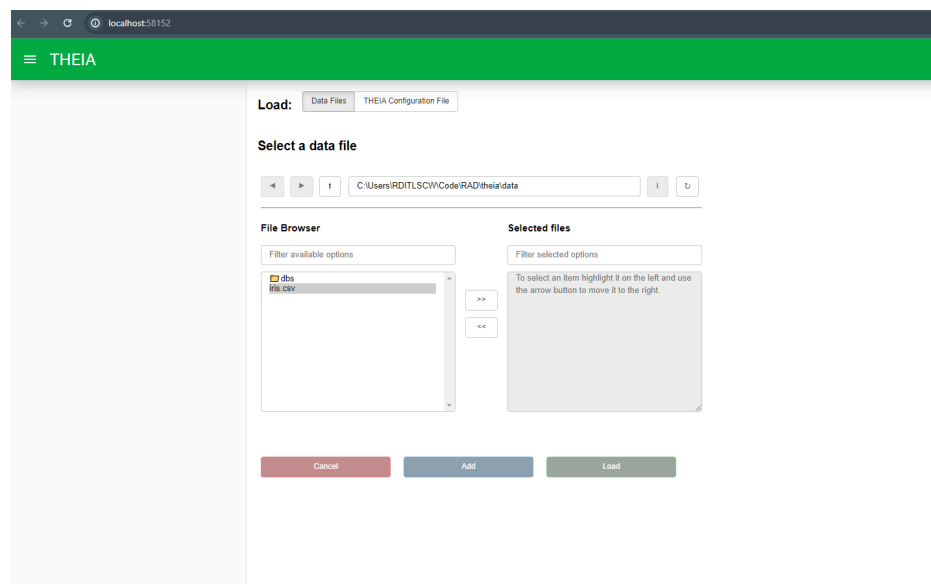 localhost:58152
THEIA
Load: Data Files THEIA Configuration File
Select a data file
C:\Users\RDITLSCW\Code\RAD\theia\data
File Browser Selected files
Filter available options Filter selected options
dbs
iris.csv
To select an item highlight it on the left and use
the arrow button to move it to the right.
>>
<<
Cancel Add Load